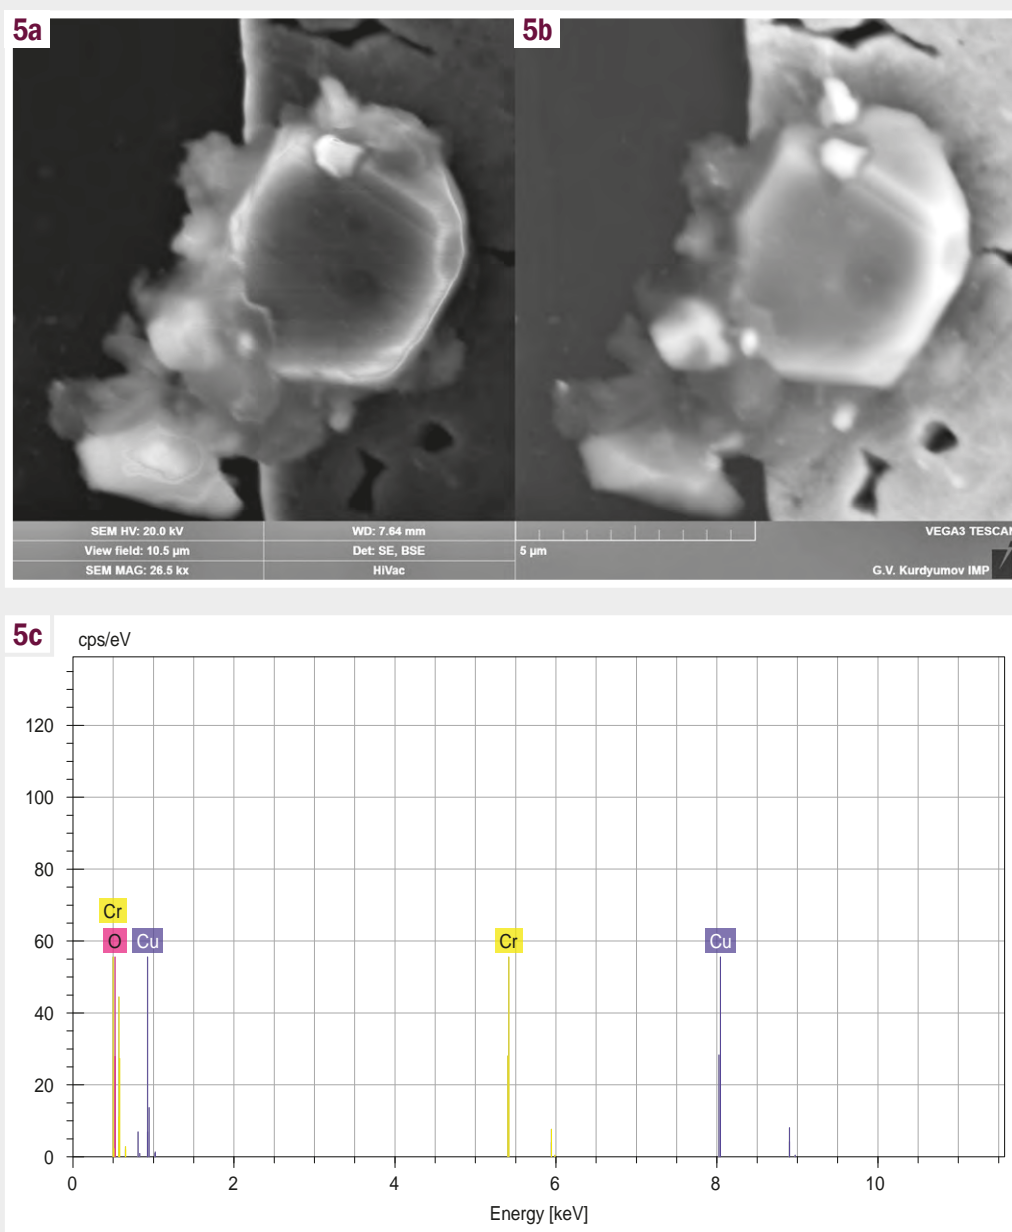 5a
5b
SEM HV: 20.0 kV
WD: 7.64 mm
VEGA3 TESCAN
View field: 10.5 µm
Det: SE, BSE
5 µm
SEM MAG: 26.5 kx
HiVac
G.V. Kurdyumov IMP
5c
cps/eV
120
100
80
60
40
20
0
Cr
O
Cu
Cr
Cu
0
2
4
6
8
10
Energy [keV]